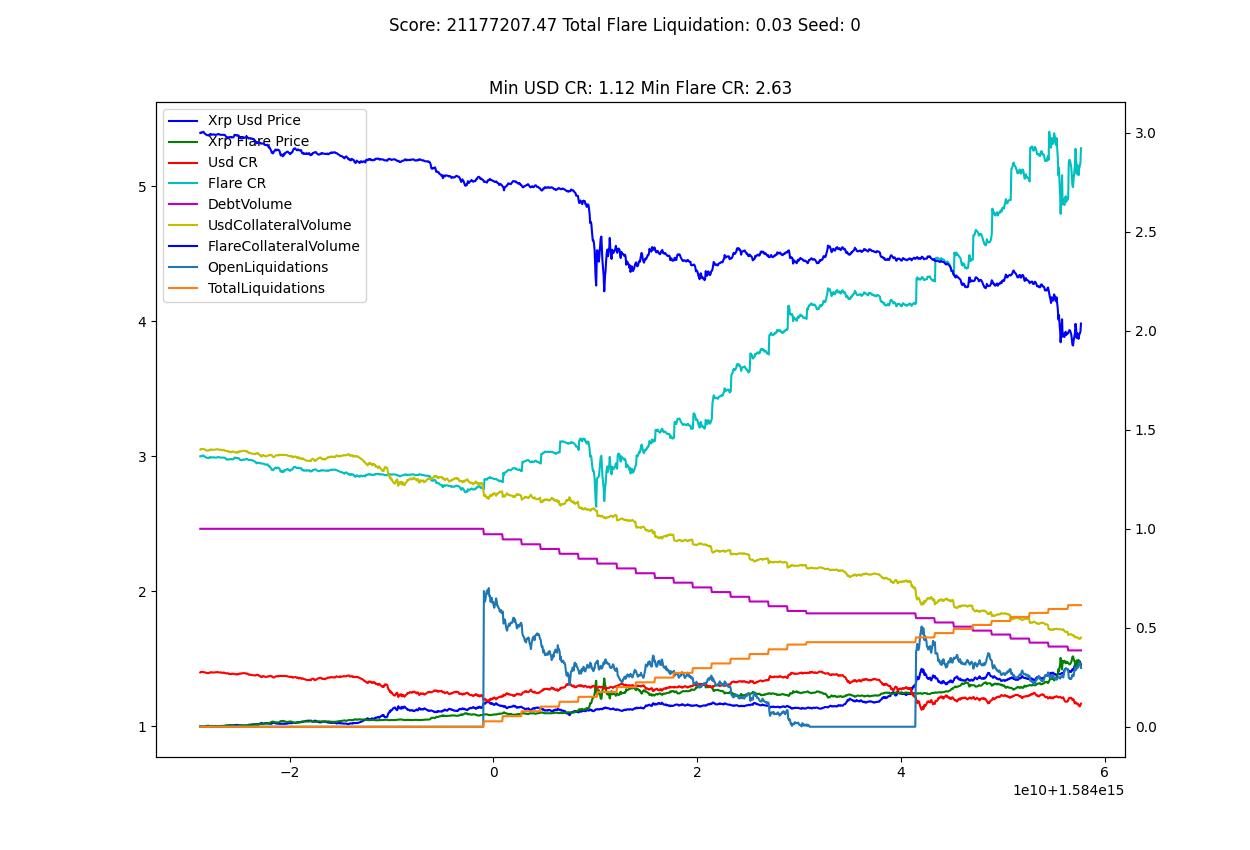 Score: 21177207.47 Total Flare Liquidation: 0.03 Seed: 0
Min USD CR: 1.12 Min Flare CR: 2.63
Xrp Usd Price
Xrp Flare Price
Usd CR
Flare CR
DebtVolume
UsdCollateralVolume
FlareCollateralVolume
OpenLiquidations
TotalLiquidations
5
4
3
2
1
3.0
2.5
2.0
1.5
1.0
0.5
0.0
−2
0
2
4
6
1e10+1.584e15